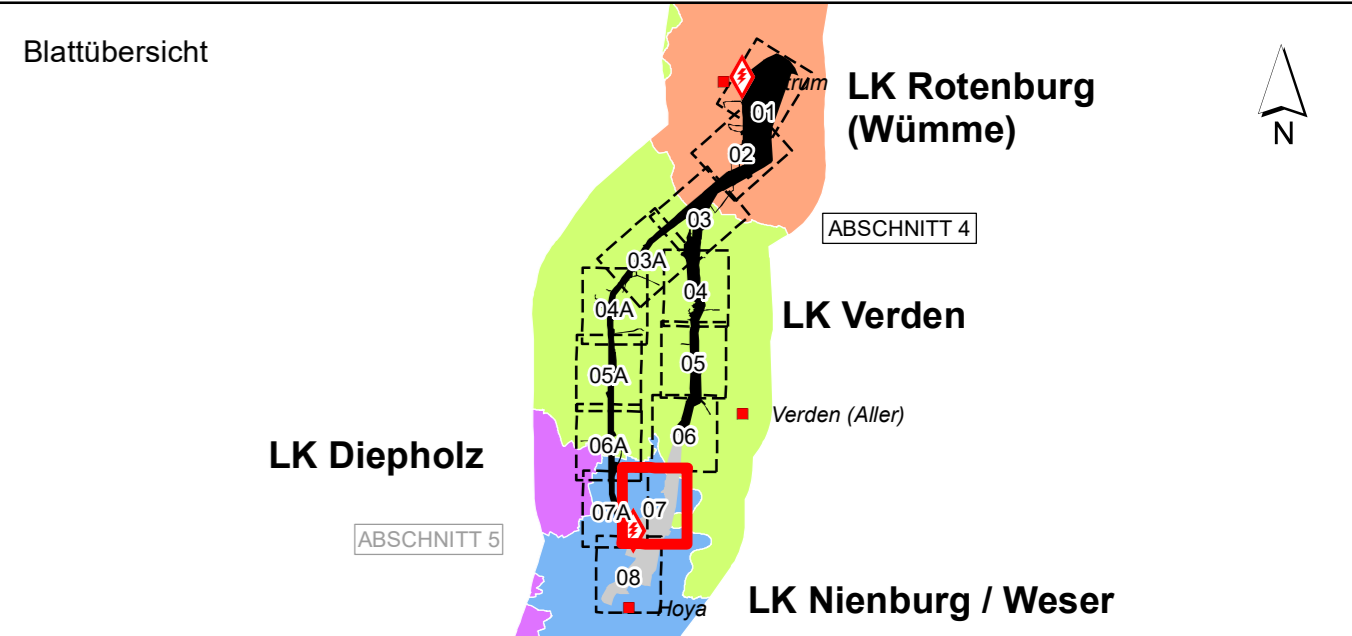 Blattübersicht
LK Rotenburg
(Wümme)
N
01
02
ABSCHNITT 4
03
03A
04
04A
LK Verden
05
05A
Verden (Aller)
06
06A
LK Diepholz
07
07A
ABSCHNITT 5
08
Hoya
LK Nienburg / Weser